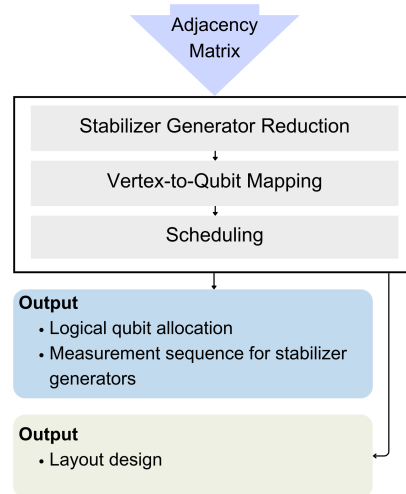 Adjacency
Matrix
Stabilizer Generator Reduction
Vertex-to-Qubit Mapping
Scheduling
Output
• Logical qubit allocation
• Measurement sequence for stabilizer
generators
Output
• Layout design